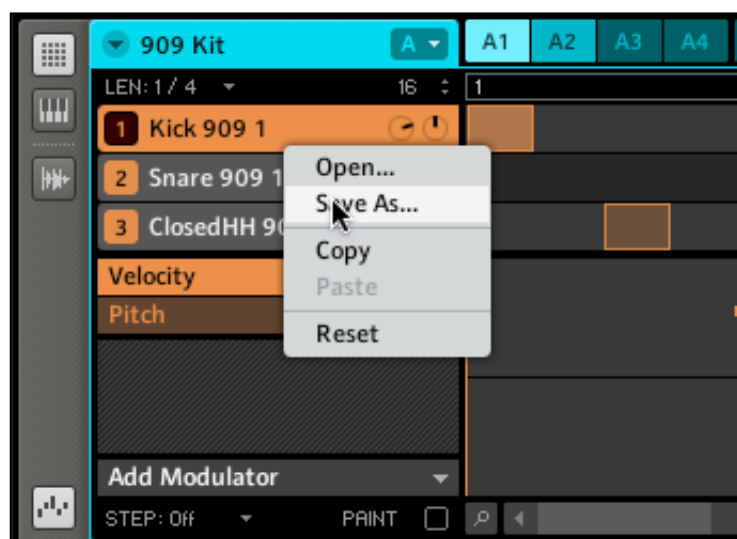 909 Kit A A1 A2 A3 A4
LEN: 1 / 4 16 1
1 Kick 909 1
2 Snare 909 1
3 ClosedHH 90
Open...
Save As...
Copy
Paste
Reset
Velocity
Pitch
Add Modulator
STEP: Off PAINT